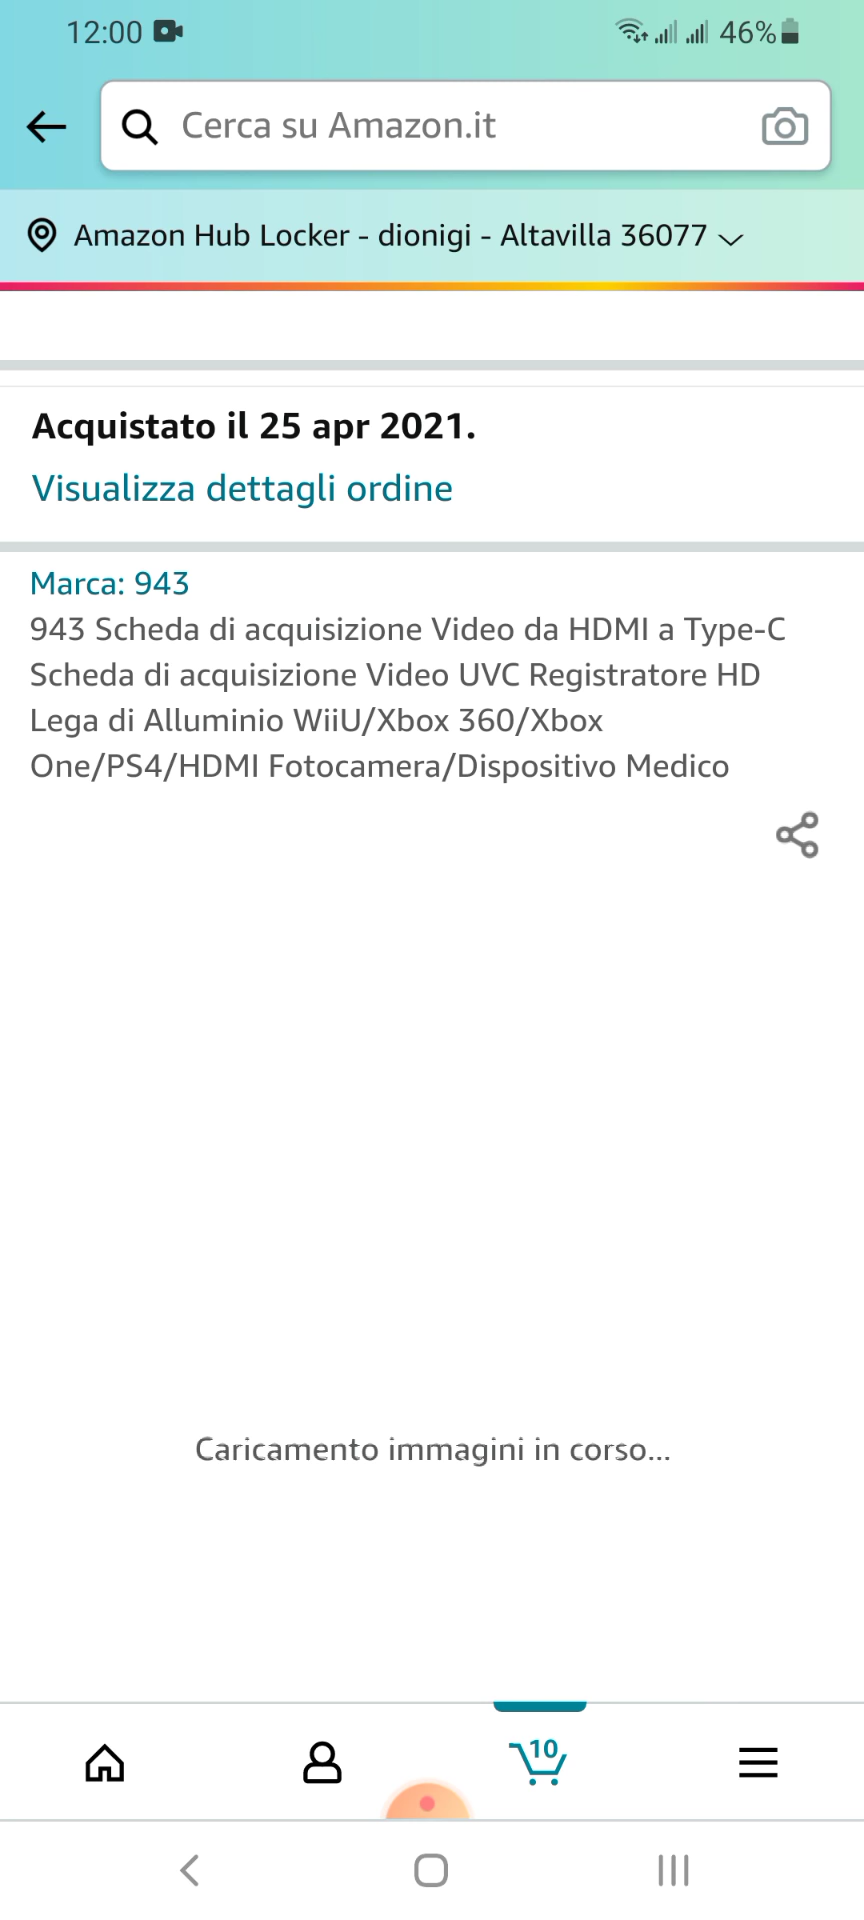 12:00
46%
Cerca su Amazon.it
Amazon Hub Locker - dionigi - Altavilla 36077
Acquistato il 25 apr 2021.
Visualizza dettagli ordine
Marca: 943
943 Scheda di acquisizione Video da HDMI a Type-C
Scheda di acquisizione Video UVC Registratore HD
Lega di Alluminio WiiU/Xbox 360/Xbox
One/PS4/HDMI Fotocamera/Dispositivo Medico
Caricamento immagini in corso...
10